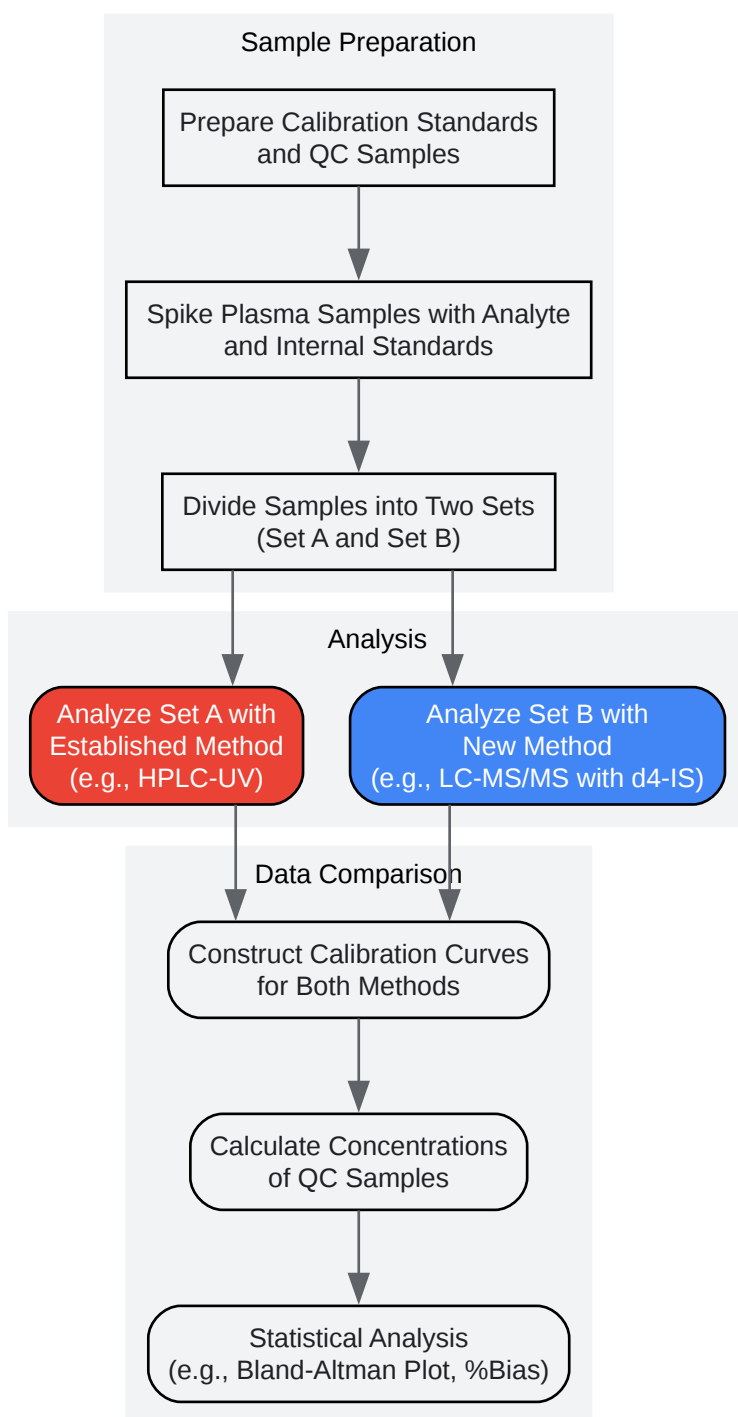 Sample Preparation
Prepare Calibration Standards
and QC Samples
Spike Plasma Samples with Analyte
and Internal Standards
Divide Samples into Two Sets
(Set A and Set B)
Analysis
Analyze Set A with
Established Method
(e.g., HPLC-UV)
Analyze Set B with
New Method
(e.g., LC-MS/MS with d4-IS)
Data Comparison
Construct Calibration Curves
for Both Methods
Calculate Concentrations
of QC Samples
Statistical Analysis
(e.g., Bland-Altman Plot, %Bias)